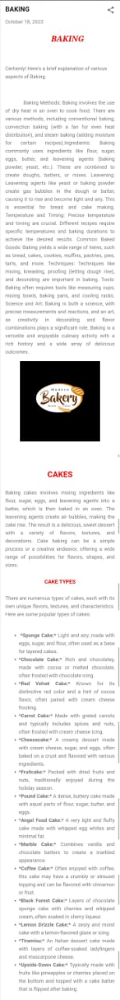 BAKING
October 18, 2023
BAKING
Certainly! Here's a brief explanation of various
aspects of Baking
Baking Methods: Baking involves the use
of dry heat in an oven to cook food. There are
various methods, including conventional baking,
convection baking (with a fan for even heat
distribution), and steam baking (adding moisture
for certain recipes).Ingredients: Baking
commonly uses ingredients like flour, sugar,
eggs, butter, and leavening agents (baking
powder, yeast, etc.). These are combined to
create doughs, batters, or mixes. Leavening:
Leavening agents like yeast or baking powder
create gas bubbles in the dough or batter,
causing it to rise and become light and airy. This
is essential for bread and cake making.
Temperature and Timing: Precise temperature
and timing are crucial. Different recipes require
specific temperatures and baking durations to
achieve the desired results. Common Baked
Goods: Baking yields a wide range of items, such
as bread, cakes, cookies, muffins, pastries, pies,
tarts, and more. Techniques: Techniques like
mixing, kneading, proofing (letting dough rise),
and decorating are important in baking. Tools:
Baking often requires tools like measuring cups,
mixing bowls, baking pans, and cooling racks.
Science and Art: Baking is both a science, with
precise measurements and reactions, and an art,
as creativity in decorating and flavor
combinations plays a significant role. Baking is a
versatile and enjoyable culinary activity with a
rich history and a wide array of delicious
outcomes.
Modern
Bakery
CAKES
Baking cakes involves mixing ingredients like
flour, sugar, eggs, and leavening agents into a
batter, which is then baked in an oven. The
leavening agents create air bubbles, making the
cake rise. The result is a delicious, sweet dessert
with a variety of flavors, textures, and
decorations. Cake baking can be a simple
process or a creative endeavor, offering a wide
range of possibilities for flavors, shapes, and
sizes.
CAKE TYPES
There are numerous types of cakes, each with its
own unique flavors, textures, and characteristics.
Here are some popular types of cakes:
• *Sponge Cake:* Light and airy, made with
eggs, sugar, and flour, often used as a base
for layered cakes.
• *Chocolate Cake:* Rich and chocolatey,
made with cocoa or melted chocolate,
often frosted with chocolate icing.
• *Red Velvet Cake:* Known for its
distinctive red color and a hint of cocoa
flavor, often paired with cream cheese
frosting.
• *Carrot Cake:* Made with grated carrots
and typically includes spices and nuts,
often frosted with cream cheese icing.
• *Cheesecake:* A creamy dessert made
with cream cheese, sugar, and eggs, often
baked on a crust and flavored with various
ingredients.
• *Fruitcake:* Packed with dried fruits and
nuts, traditionally enjoyed during the
holiday season.
• *Pound Cake:* A dense, buttery cake made
with equal parts of flour, sugar, butter, and
eggs.
• *Angel Food Cake:* A very light and fluffy
cake made with whipped egg whites and
minimal fat.
• *Marble Cake:* Combines vanilla and
chocolate batters to create a marbled
appearance.
• *Coffee Cake:* Often enjoyed with coffee,
this cake may have a crumbly or streusel
topping and can be flavored with cinnamon
or fruit.
• *Black Forest Cake:* Layers of chocolate
sponge cake with cherries and whipped
cream, often soaked in cherry liqueur.
• *Lemon Drizzle Cake:* A zesty and moist
cake with a lemon-flavored glaze or icing.
• *Tiramisu:* An Italian dessert cake made
with layers of coffee-soaked ladyfingers
and mascarpone cheese.
• *Upside-Down Cake:* Typically made with
fruits like pineapples or cherries placed on
the bottom and topped with a cake batter
that is flipped after baking.